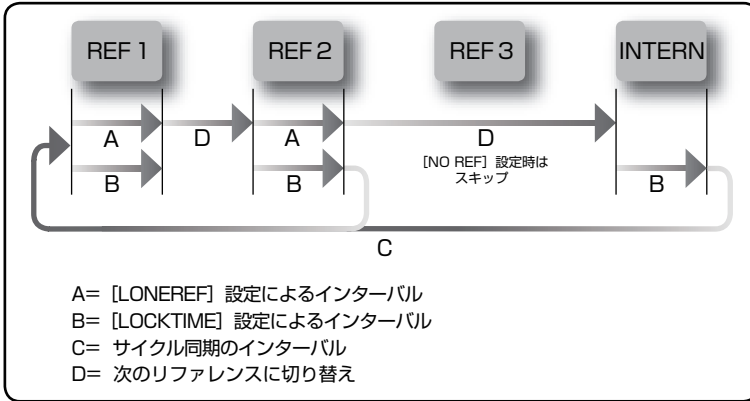 REF 1
REF 2
REF 3
INTERN
A
D
A
D
B
B
[NO REF] 設定時は
スキップ
B
C
A= [LONEREF] 設定によるインターバル
B= [LOCKTIME] 設定によるインターバル
C= サイクル同期のインターバル
D= 次のリファレンスに切り替え